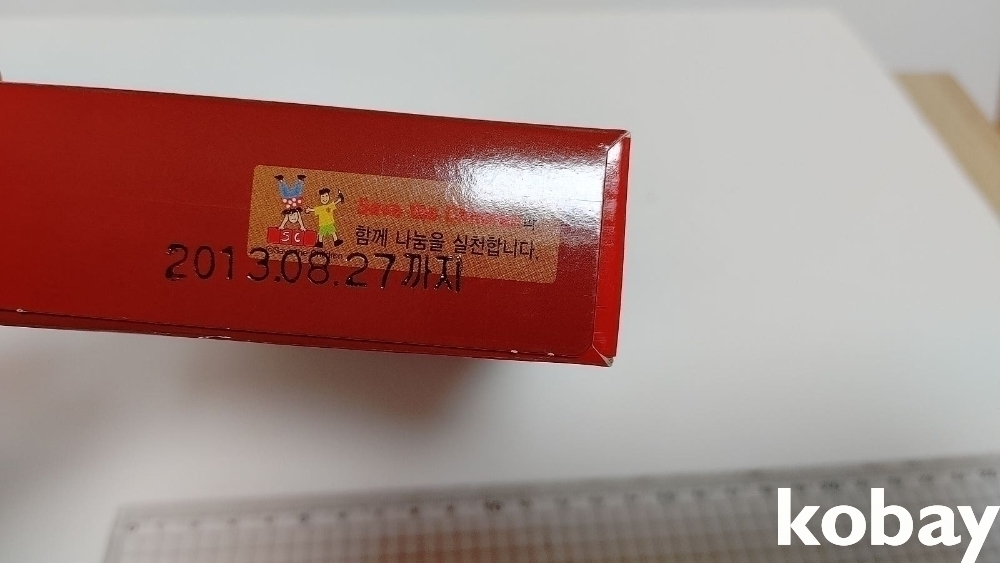 Save the Children과
함께 나눔을 실천합니다.
SC
2013.08.27까지
kobay